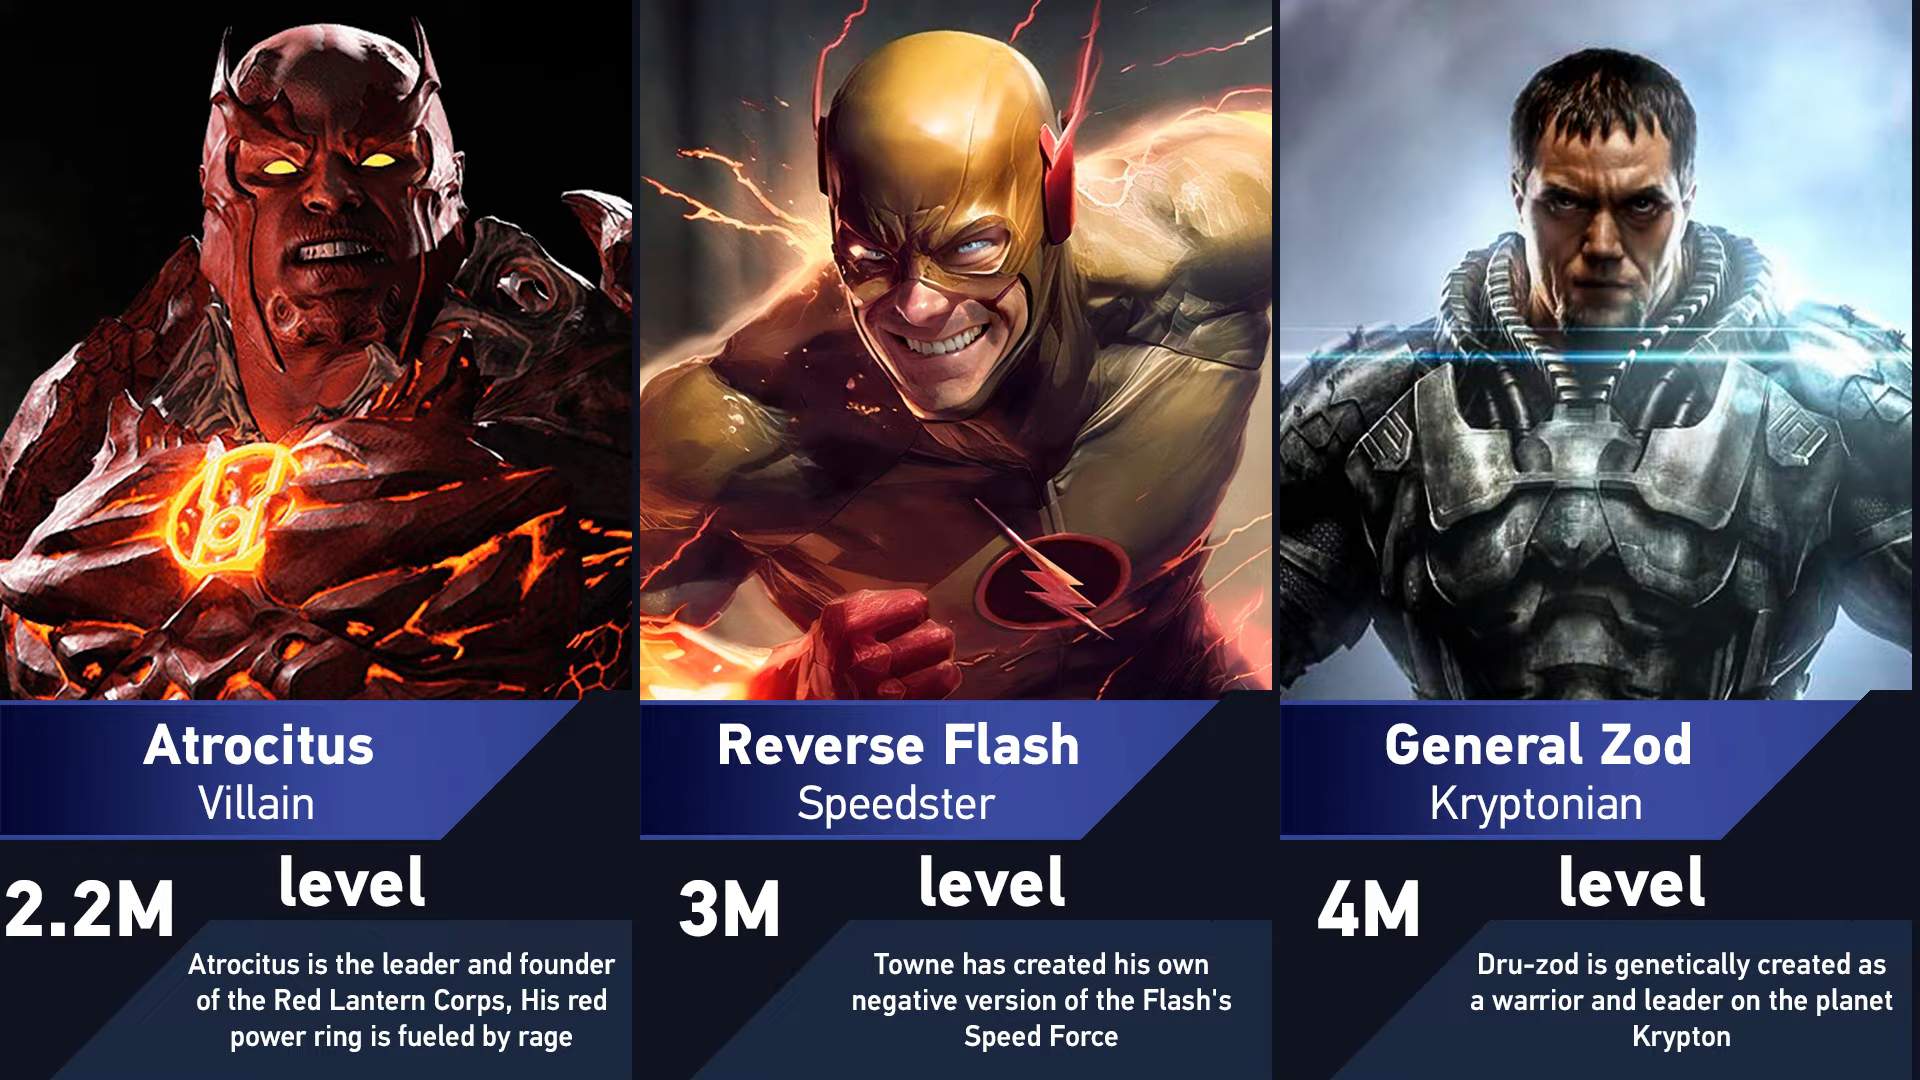 Atrocitus
Villain
2.2M
level
Atrocitus is the leader and founder
of the Red Lantern Corps, His red
power ring is fueled by rage
Reverse Flash
Speedster
3M
level
Towne has created his own
negative version of the Flash's
Speed Force
General Zod
Kryptonian
4M
level
Dru-zod is genetically created as
a warrior and leader on the planet
Krypton